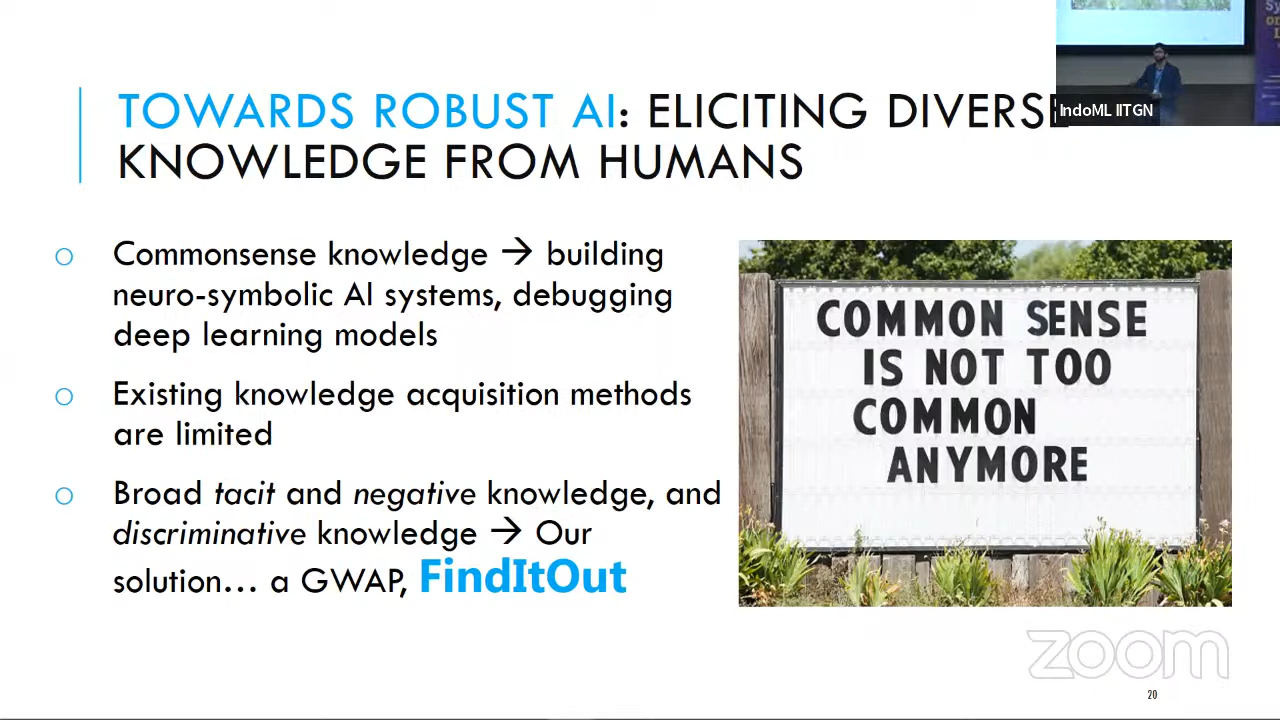 TOWARDS ROBUST AI: ELICITING DIVERSE
KNOWLEDGE FROM HUMANS
IndoML IITGN
o Commonsense knowledge → building
neuro-symbolic AI systems, debugging
deep learning models
o Existing knowledge acquisition methods
are limited
o Broad tacit and negative knowledge, and
discriminative knowledge → Our
solution... a GWAP, FindItOut
COMMON SENSE
IS NOT TOO
COMMON
ANYMORE
zoom
20